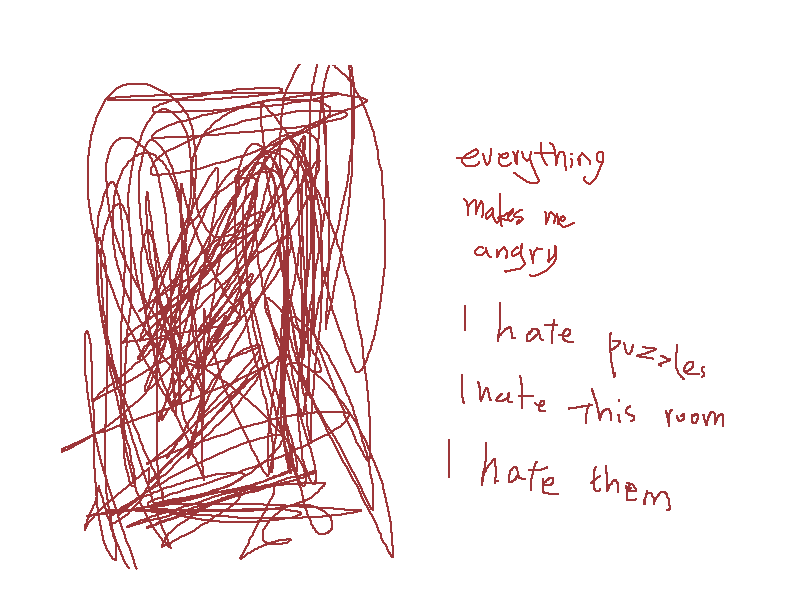 everything
makes me
angry
I hate puzzles
I hate this room
I hate them